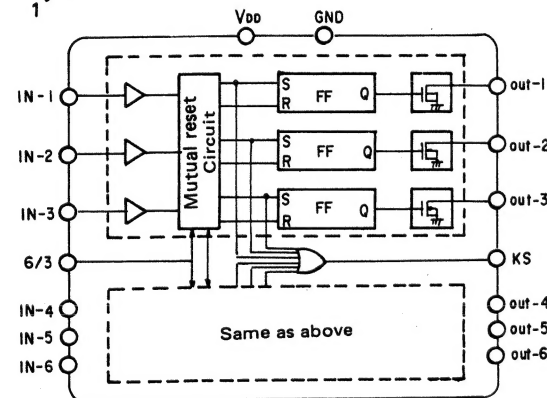 1
VDD GND
IN-1 S R FF Q out-1
Mutual reset Circuit
IN-2 S R FF Q out-2
IN-3 S R FF Q out-3
6/3 KS
IN-4 out-4
Same as above
IN-5 out-5
IN-6 out-6